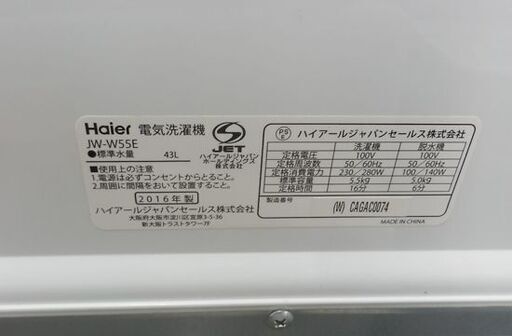 Haier 電気洗濯機
JW-W55E
●標準水量 43L
JET
ハイアールジャパン
ホールディングス
株式会社
■使用上の注意
1.電源は必ずコンセントからとること。
2.周囲に間隔をおいて設置すること。
2016年製
ハイアールジャパンセールス株式会社
大阪府大阪市淀川区宮原3-5-36
新大阪トラストタワー7F
PSE ハイアールジャパンセールス株式会社
洗濯機 脱水機
定格電圧 100V 100V
定格周波数 50/60Hz 50/60Hz
定格消費電力 230/280W 100/140W
標準容量 5.5kg 5.0kg
定格時間 16分 6分
製造番号
(W) CAGAC0074
MADE IN CHINA